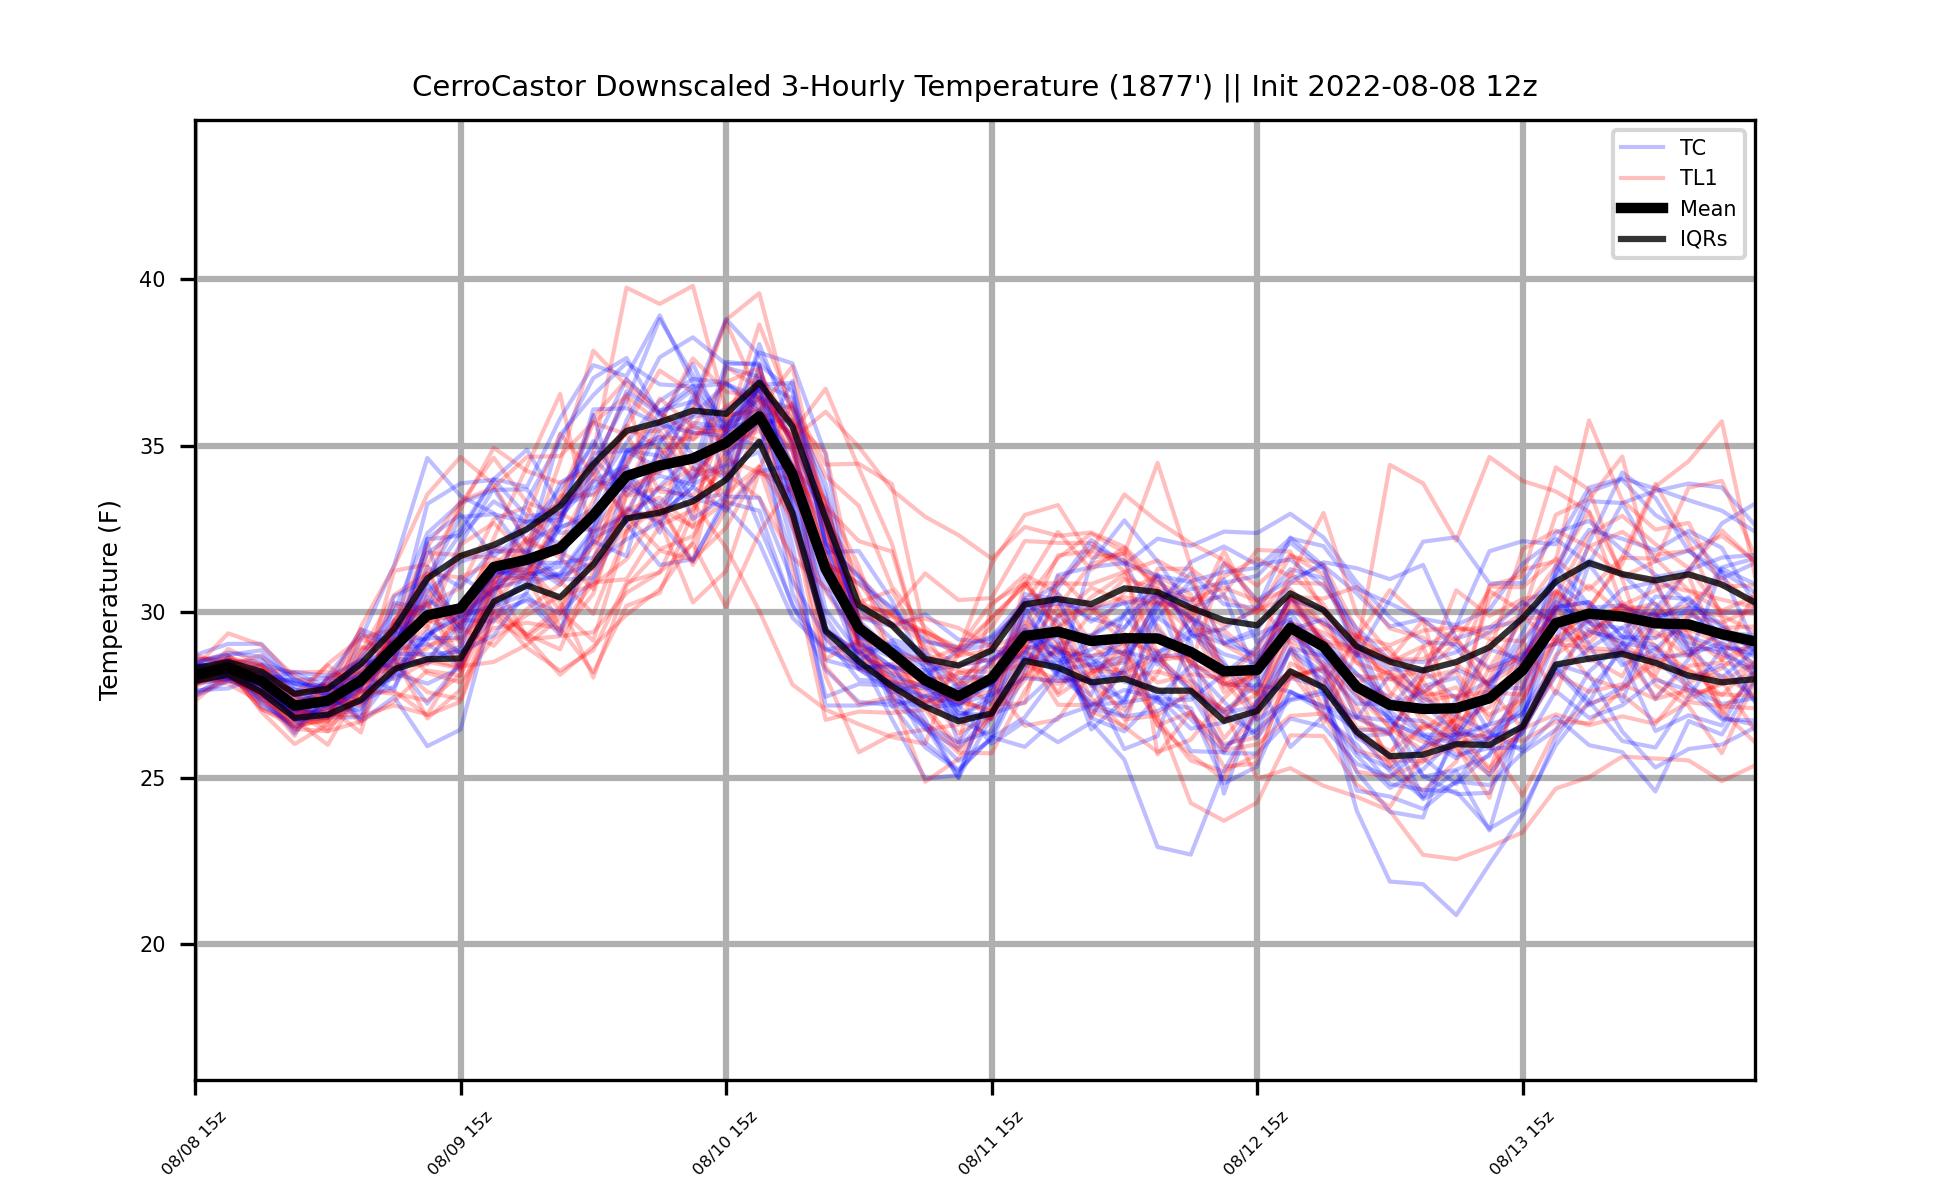 CerroCastor Downscaled 3-Hourly Temperature (1877') || Init 2022-08-08 12z
TC
TL1
Mean
IQRs
Temperature (F)
40
35
30
25
20
08/08 15z
08/09 15z
08/10 15z
08/11 15z
08/12 15z
08/13 15z